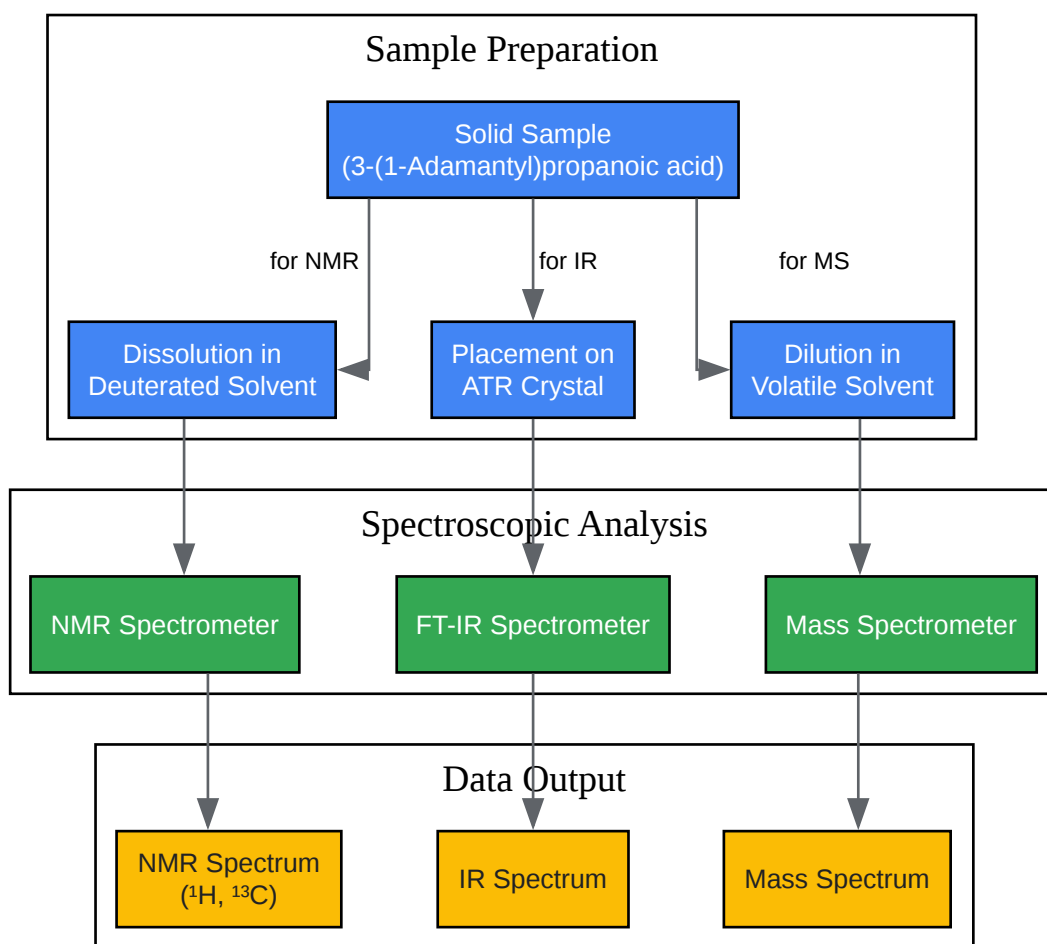 Sample Preparation
Solid Sample
(3-(1-Adamantyl)propanoic acid)
for NMR
for IR
for MS
Dissolution in
Deuterated Solvent
Placement on
ATR Crystal
Dilution in
Volatile Solvent
Spectroscopic Analysis
NMR Spectrometer
FT-IR Spectrometer
Mass Spectrometer
Data Output
NMR Spectrum
(¹H, ¹³C)
IR Spectrum
Mass Spectrum